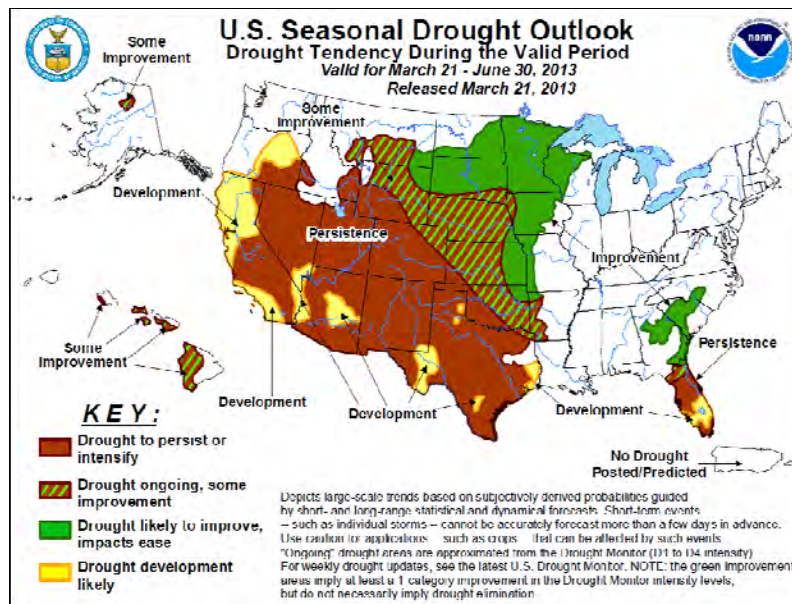 U.S. Seasonal Drought Outlook
Drought Tendency During the Valid Period
Valid for March 21 - June 30, 2013
Released March 21, 2013
noaa
Some
Improvement
Some
Improvement
Development
Persistence
Improvement
Some
Improvement
Persistence
Development
Development
Development
No Drought
Posted/Predicted
KEY:
Drought to persist or
intensify
Drought ongoing, some
improvement
Drought likely to improve,
impacts ease
Drought development
likely
Depicts large-scale trends based on subjectively derived probabilities guided
by short- and long-range statistical and dynamical forecasts. Short-term events
-- such as individual storms -- cannot be accurately forecast more than a few days in advance.
Use caution for applications -- such as crops -- that can be affected by such events.
"Ongoing" drought areas are approximated from the Drought Monitor (D1 to D4 intensity)
For weekly drought updates, see the latest U.S. Drought Monitor. NOTE: the green improvement
areas imply at least a 1 category improvement in the Drought Monitor intensity levels,
but do not necessarily imply drought elimination